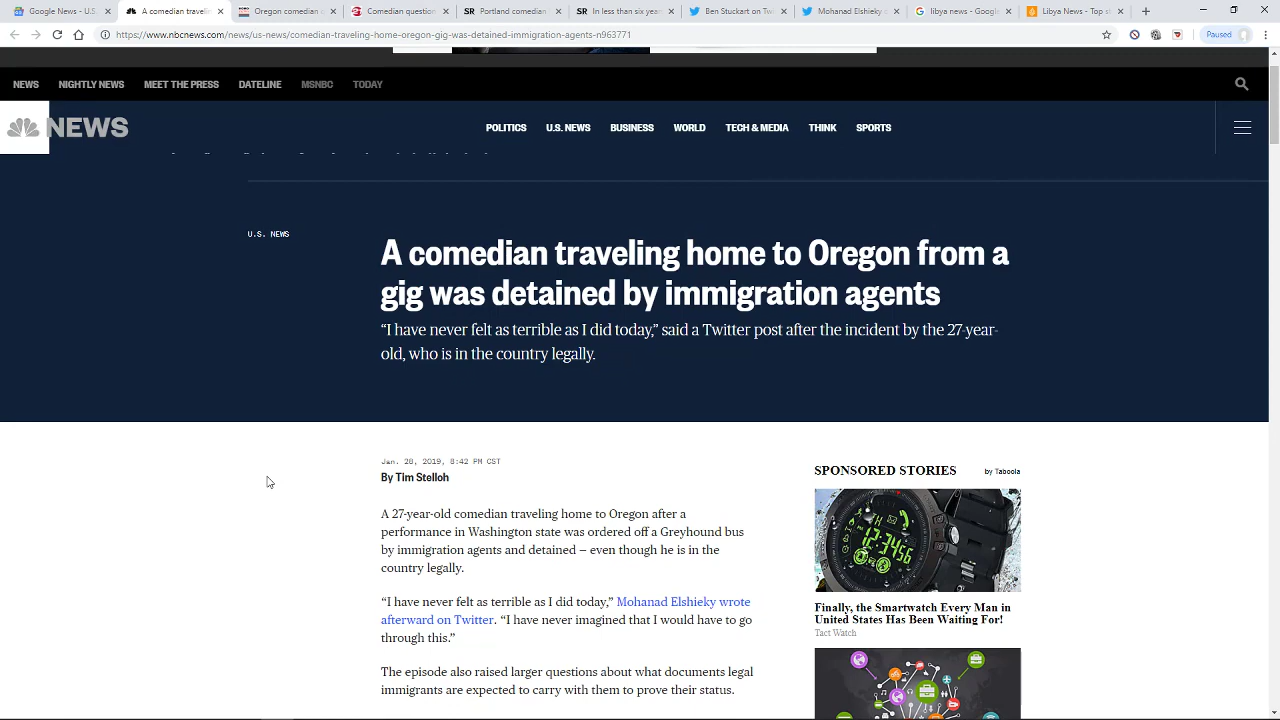 Google News - U.S.
A comedian traveli
Oregon comedian d
Comedian question
Portland comedian
In less than six year
Ben Stuckart on Tw
Mohanad Elshieky o
libya news - Google
Libya News - Top st
https://www.nbcnews.com/news/us-news/comedian-traveling-home-oregon-gig-was-detained-immigration-agents-n963771
Paused
NEWS NIGHTLY NEWS MEET THE PRESS DATELINE MSNBC TODAY
NEWS
POLITICS U.S. NEWS BUSINESS WORLD TECH & MEDIA THINK SPORTS
U.S. NEWS
A comedian traveling home to Oregon from a
gig was detained by immigration agents
“I have never felt as terrible as I did today,” said a Twitter post after the incident by the 27-year-
old, who is in the country legally.
Jan. 28, 2019, 8:42 PM CST
By Tim Stelloh
A 27-year-old comedian traveling home to Oregon after a
performance in Washington state was ordered off a Greyhound bus
by immigration agents and detained — even though he is in the
country legally.
“I have never felt as terrible as I did today,” Mohanad Elshieky wrote
afterward on Twitter. “I have never imagined that I would have to go
through this.”
The episode also raised larger questions about what documents legal
immigrants are expected to carry with them to prove their status.
SPONSORED STORIES by Taboola
12:34:56
Finally, the Smartwatch Every Man in
United States Has Been Waiting For!
Tact Watch